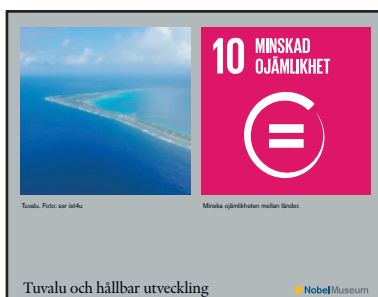 10 MINSKAD
OJÄMLIKHET
Tuvalu. Foto: ser ist4u
Minska ojämlikheten mellan länder.
Tuvalu och hållbar utveckling
NobelMuseum